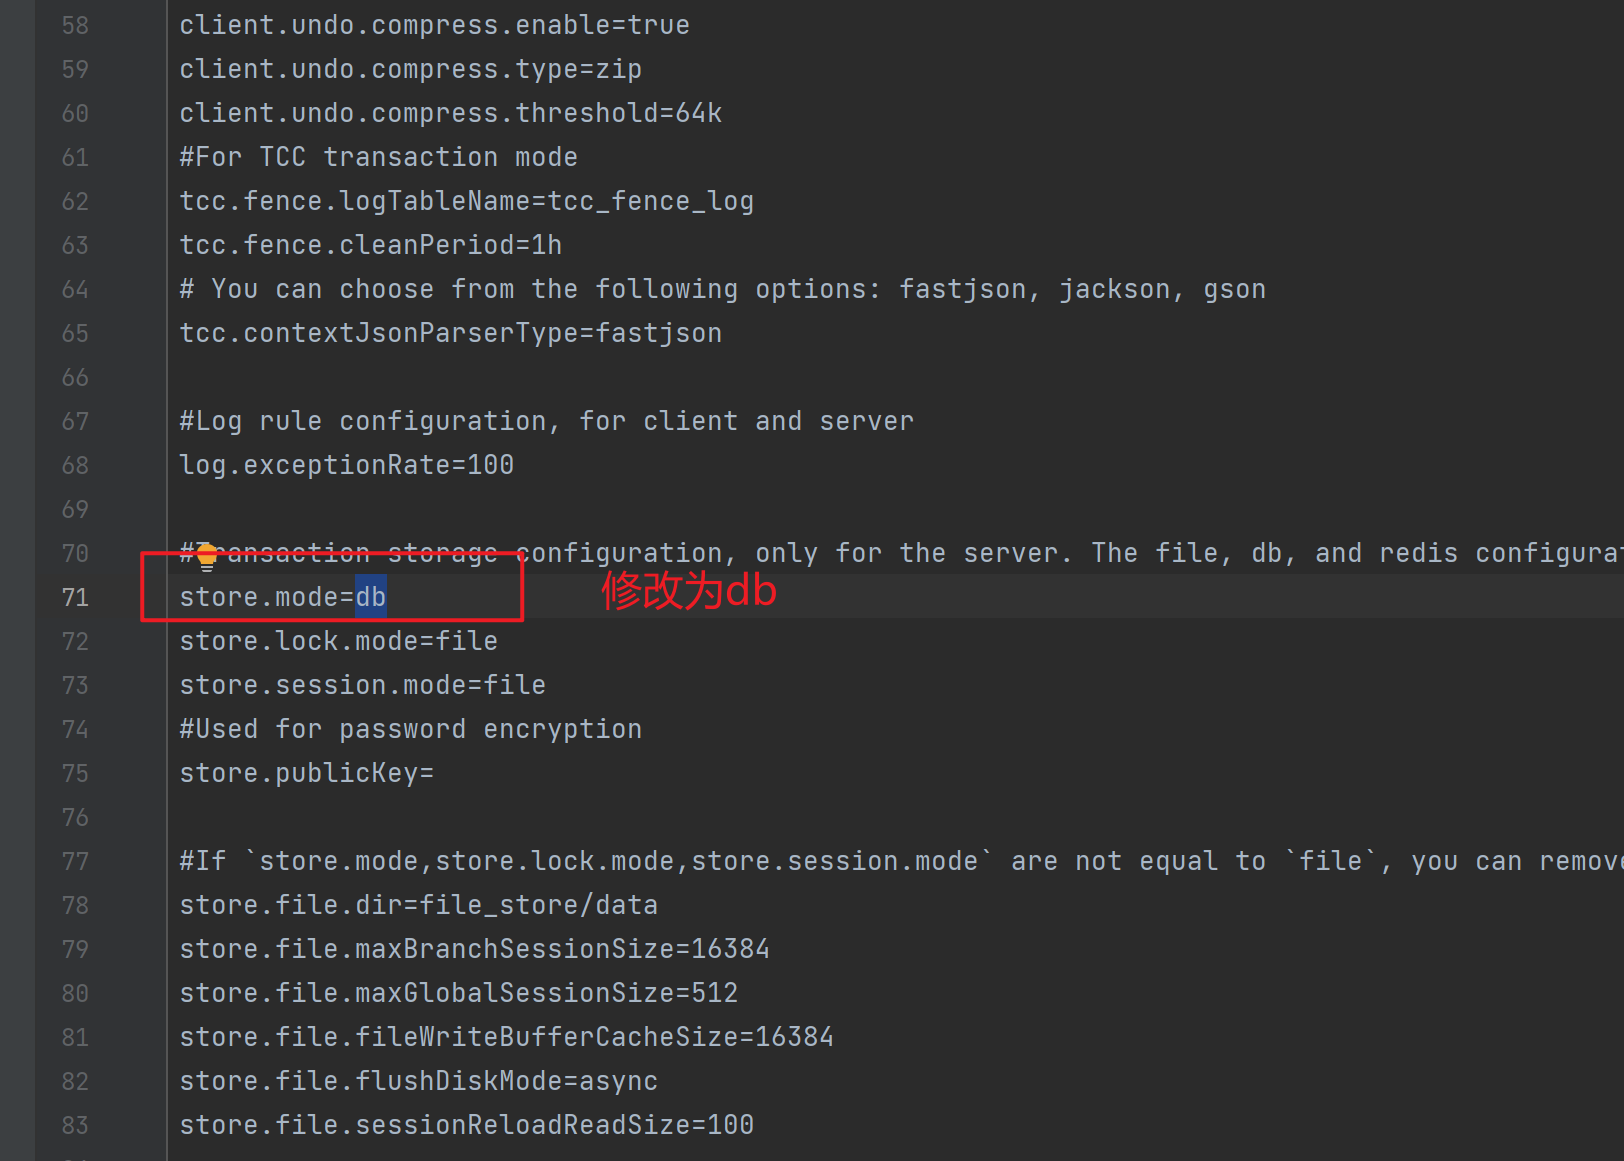 58 client.undo.compress.enable=true
59 client.undo.compress.type=zip
60 client.undo.compress.threshold=64k
61 #For TCC transaction mode
62 tcc.fence.logTableName=tcc_fence_log
63 tcc.fence.cleanPeriod=1h
64 # You can choose from the following options: fastjson, jackson, gson
65 tcc.contextJsonParserType=fastjson
66
67 #Log rule configuration, for client and server
68 log.exceptionRate=100
69
70 #Transaction storage configuration, only for the server. The file, db, and redis configurat
71 store.mode=db 修改为db
72 store.lock.mode=file
73 store.session.mode=file
74 #Used for password encryption
75 store.publicKey=
76
77 #If `store.mode,store.lock.mode,store.session.mode` are not equal to `file`, you can remove
78 store.file.dir=file_store/data
79 store.file.maxBranchSessionSize=16384
80 store.file.maxGlobalSessionSize=512
81 store.file.fileWriteBufferCacheSize=16384
82 store.file.flushDiskMode=async
83 store.file.sessionReloadReadSize=100